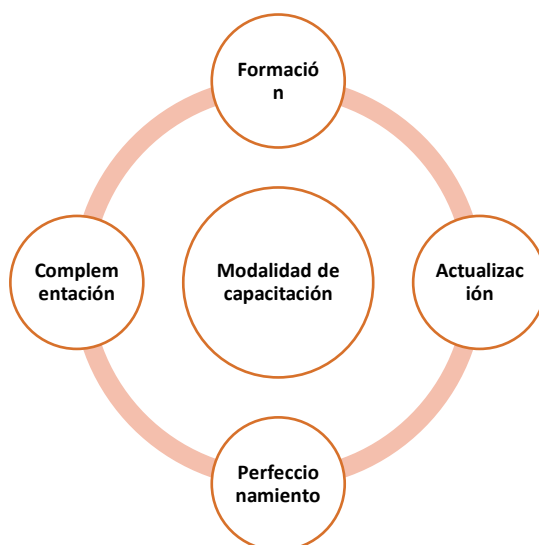 Formació
n
Complem
entación
Modalidad de
capacitación
Actualizac
ión
Perfeccio
namiento